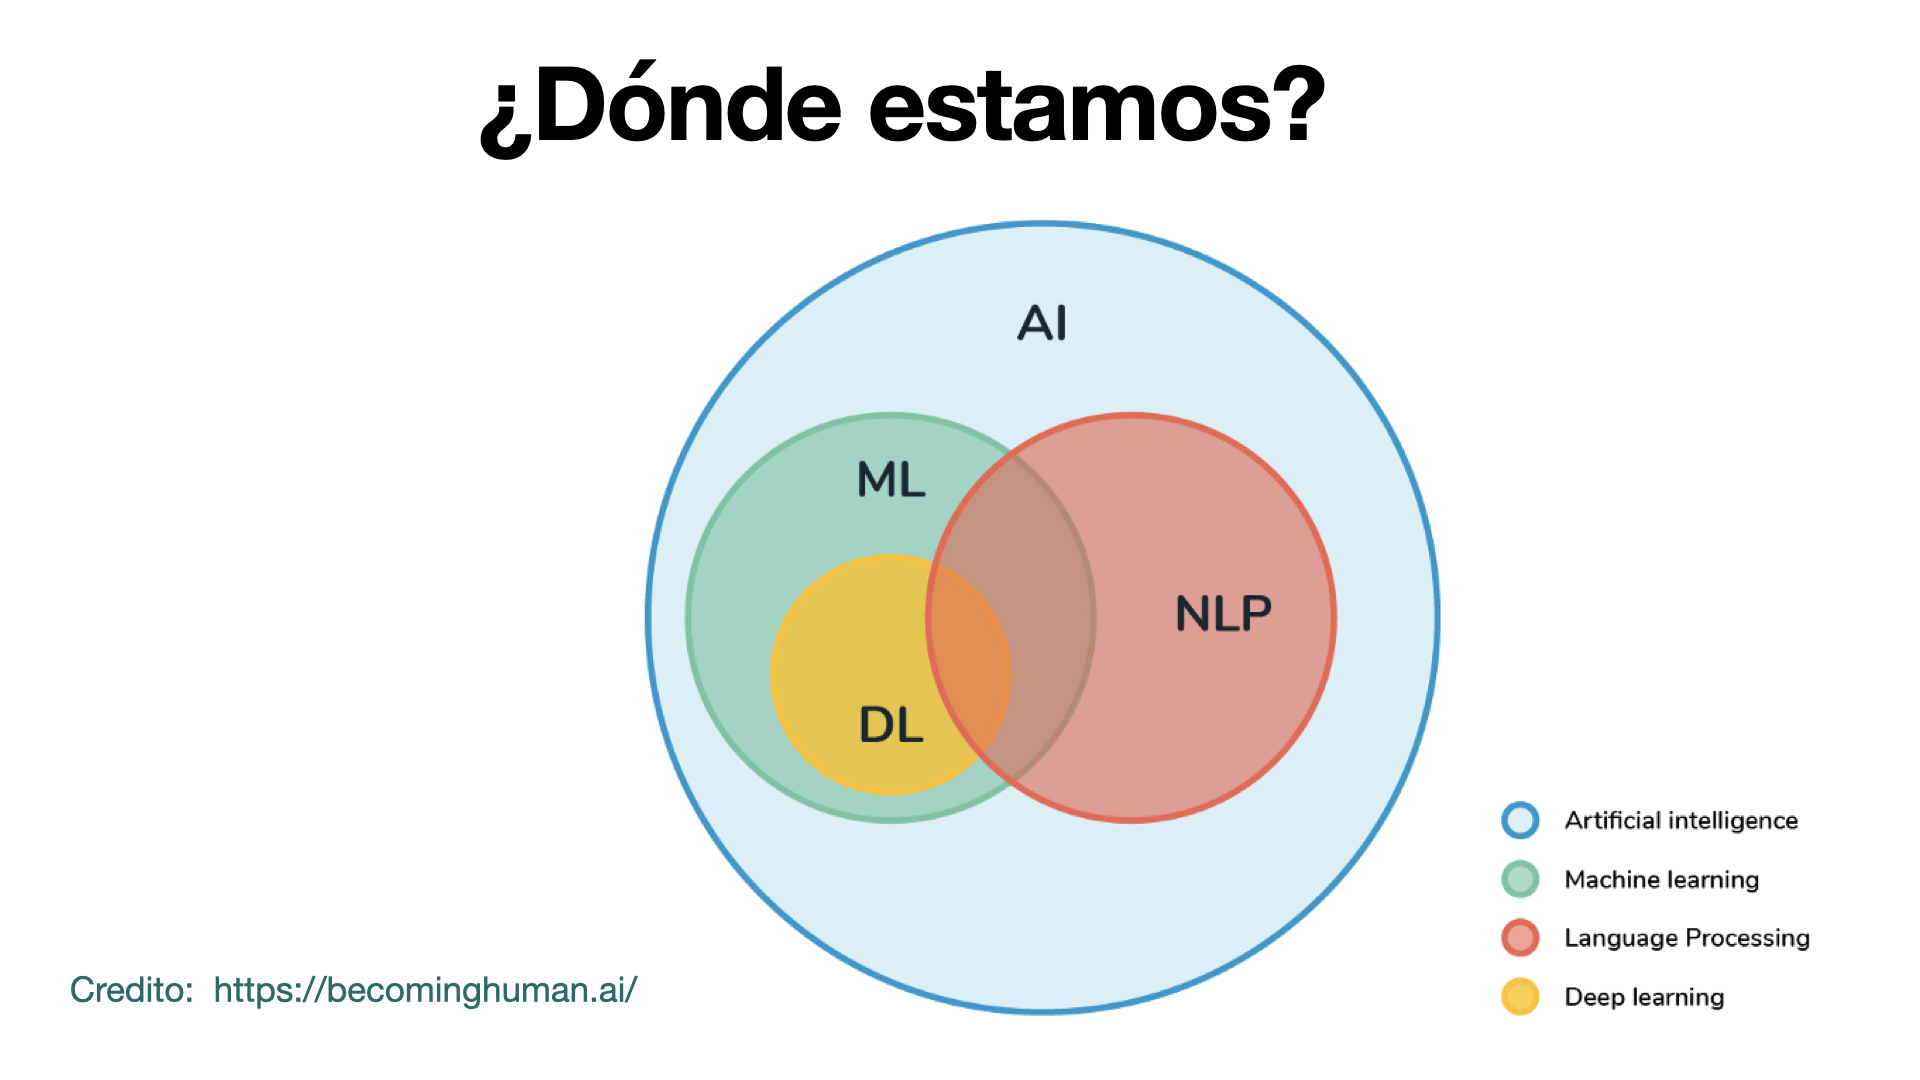 ¿Dónde estamos?
AI
ML
NLP
DL
Artificial intelligence
Machine learning
Language Processing
Deep learning
Credito: https://becominghuman.ai/